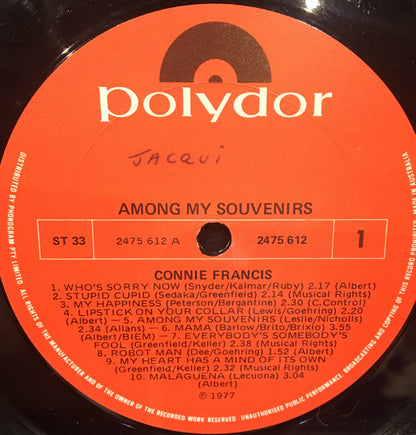 polydor
JACQUI
AMONG MY SOUVENIRS
ST 33 2475 612 A 2475 612 1
CONNIE FRANCIS
1. WHO'S SORRY NOW (Snyder/Kalmar/Ruby) 2.17 (Albert)
2. STUPID CUPID (Sedaka/Greenfield) 2.14 (Musical Rights)
3. MY HAPPINESS (Peterson/Bergantine) 2.30 (C.Control)
4. LIPSTICK ON YOUR COLLAR (Lewis/Goehring) 2.20
(Albert) — 5. AMONG MY SOUVENIRS (Leslie/Nicholls)
2.34 (Allans) — 6. MAMA (Barlow/Brito/Brixio) 3.55
(Albert/BIEM) — 7. EVERYBODY'S SOMEBODY'S
FOOL (Greenfield/Keller) 2.38 (Musical Rights)
8. ROBOT MAN (Dee/Goehring) 1.52 (Albert)
9. MY HEART HAS A MIND OF ITS OWN
(Greenfield/Keller) 2.32 (Musical Rights)
10. MALAGUEÑA (Lecuona) 3.04
(Albert)
℗ 1977
DISTRIBUTED BY PHONOGRAM PTY. LIMITED. ALL RIGHTS OF THE MANUFACTURER AND OF THE OWNER OF THE RECORDED WORK RESERVED. UNAUTHORISED PUBLIC PERFORMANCE, BROADCASTING AND COPYING OF THIS RECORD PROHIBITED. MADE IN AUSTRALIA